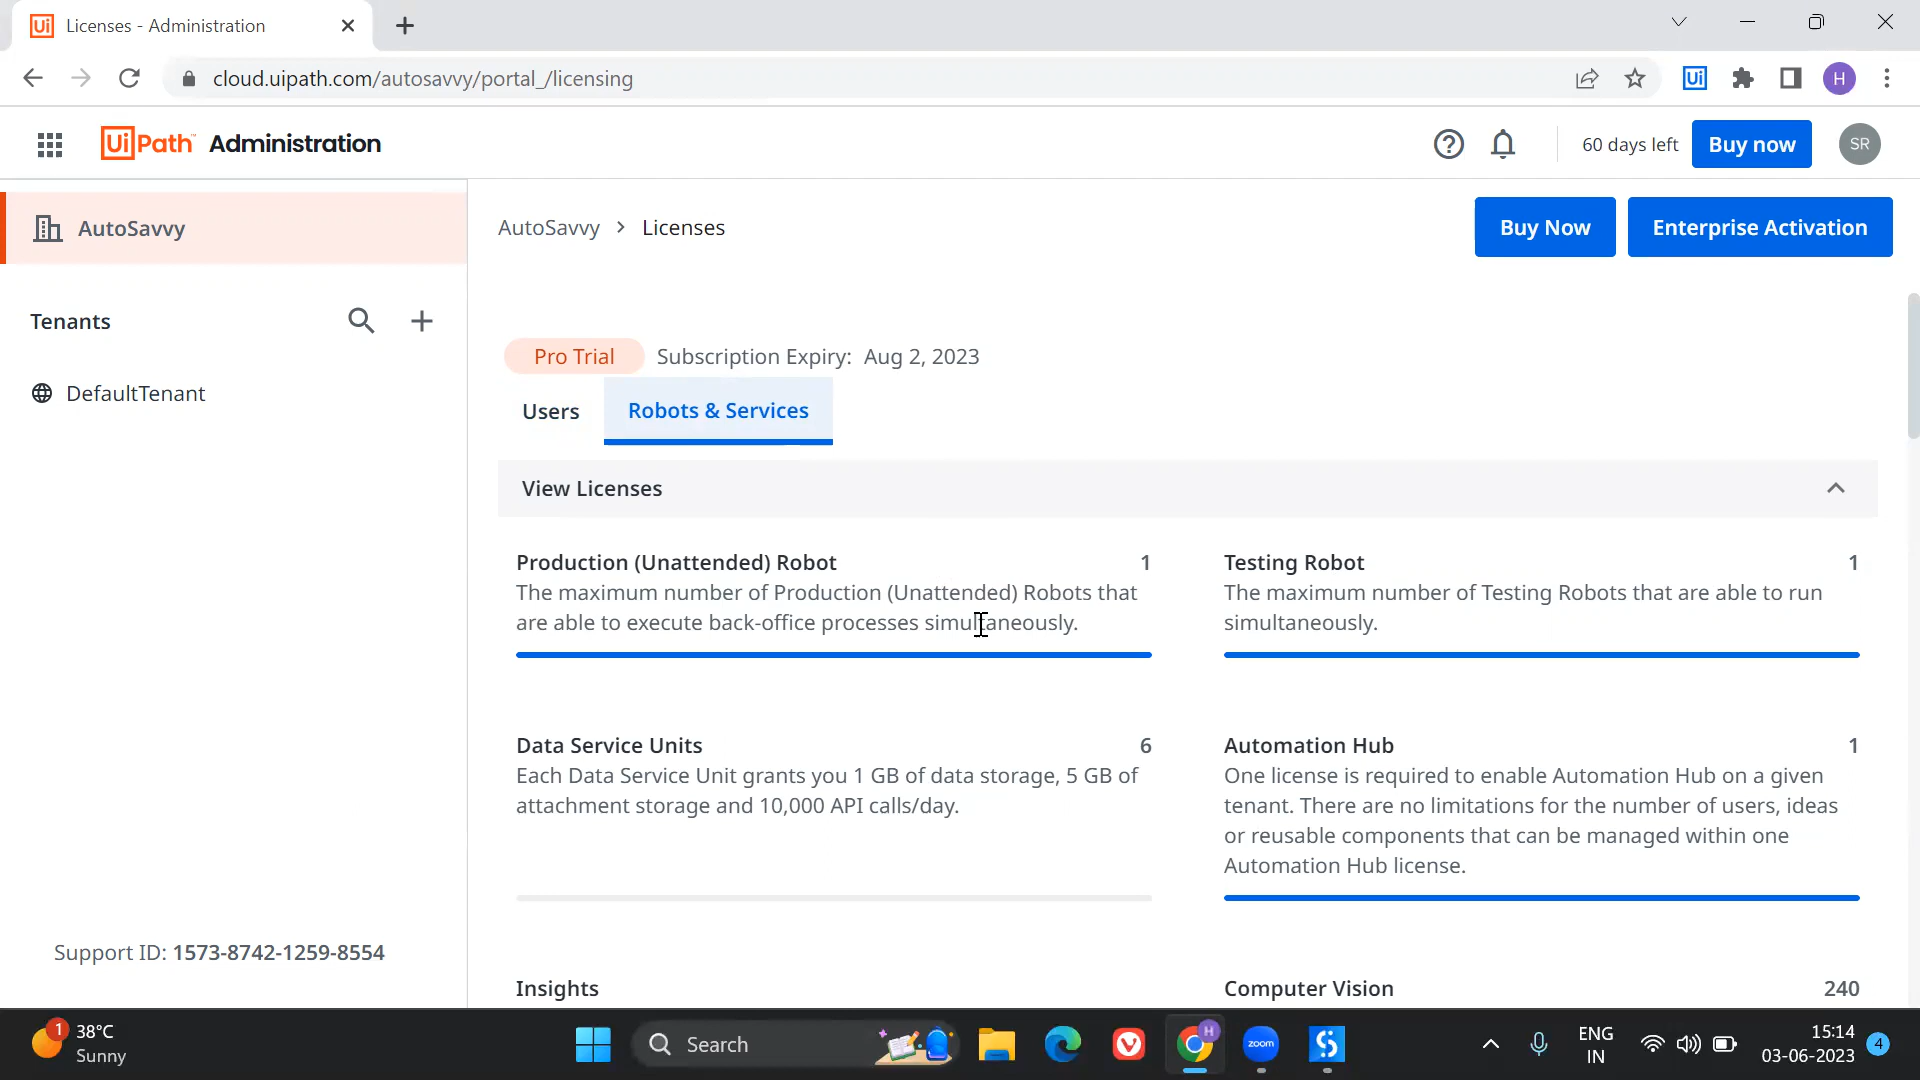 Licenses - Administration
cloud.uipath.com/autosavvy/portal_/licensing
Ui
H
UiPath™ Administration
60 days left
Buy now
SR
AutoSavvy
AutoSavvy > Licenses
Buy Now
Enterprise Activation
Tenants
DefaultTenant
Support ID: 1573-8742-1259-8554
Pro Trial
Subscription Expiry: Aug 2, 2023
Users
Robots & Services
View Licenses
Production (Unattended) Robot 1
The maximum number of Production (Unattended) Robots that
are able to execute back-office processes simultaneously.
Testing Robot 1
The maximum number of Testing Robots that are able to run
simultaneously.
Data Service Units 6
Each Data Service Unit grants you 1 GB of data storage, 5 GB of
attachment storage and 10,000 API calls/day.
Automation Hub 1
One license is required to enable Automation Hub on a given
tenant. There are no limitations for the number of users, ideas
or reusable components that can be managed within one
Automation Hub license.
Insights
Computer Vision 240
1
38°C
Sunny
Search
H
zoom
ENG
IN
15:14
03-06-2023
4